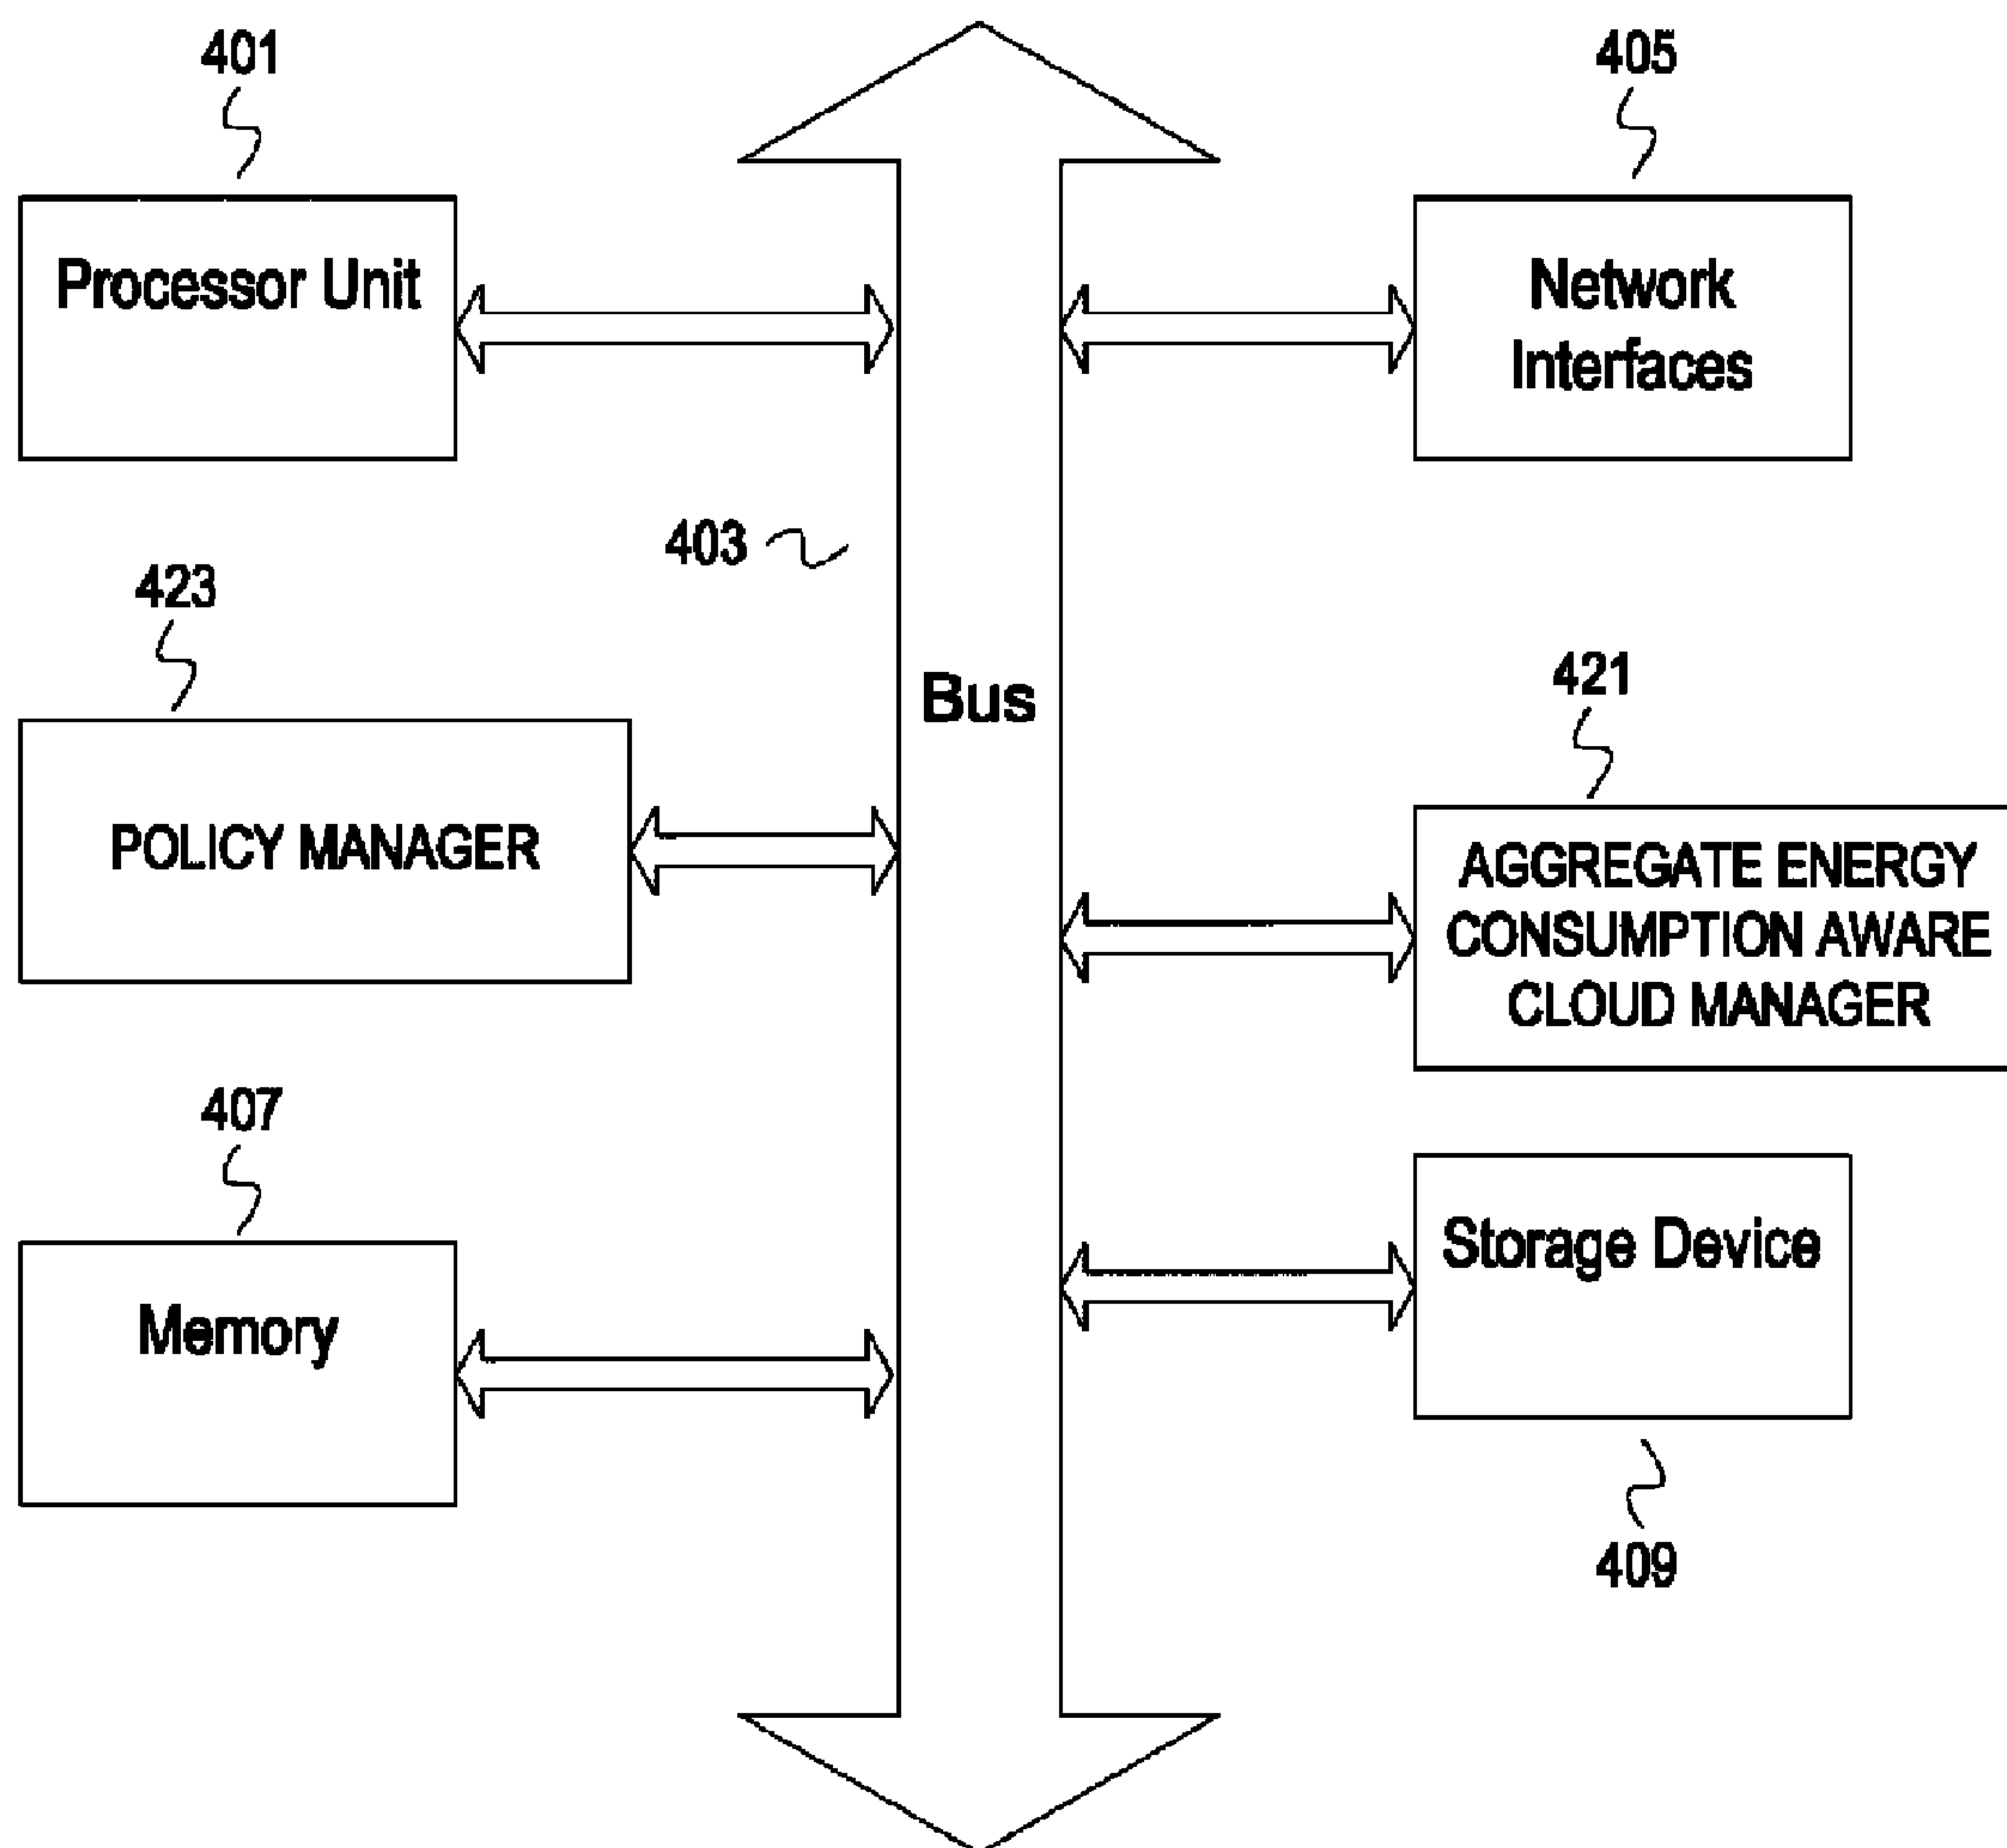 401
405
Processor Unit
Network
Interfaces
403
423
Bus
421
POLICY MANAGER
AGGREGATE ENERGY
CONSUMPTION AWARE
CLOUD MANAGER
407
Storage Device
Memory
409